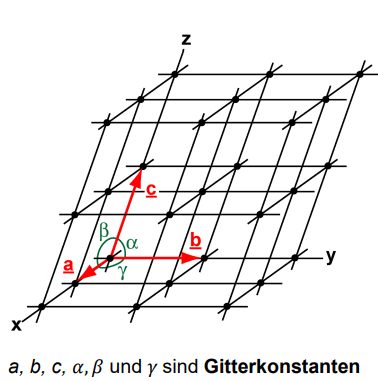 z
c
β
α
b
y
a
γ
x
a, b, c, α, β und γ sind Gitterkonstanten